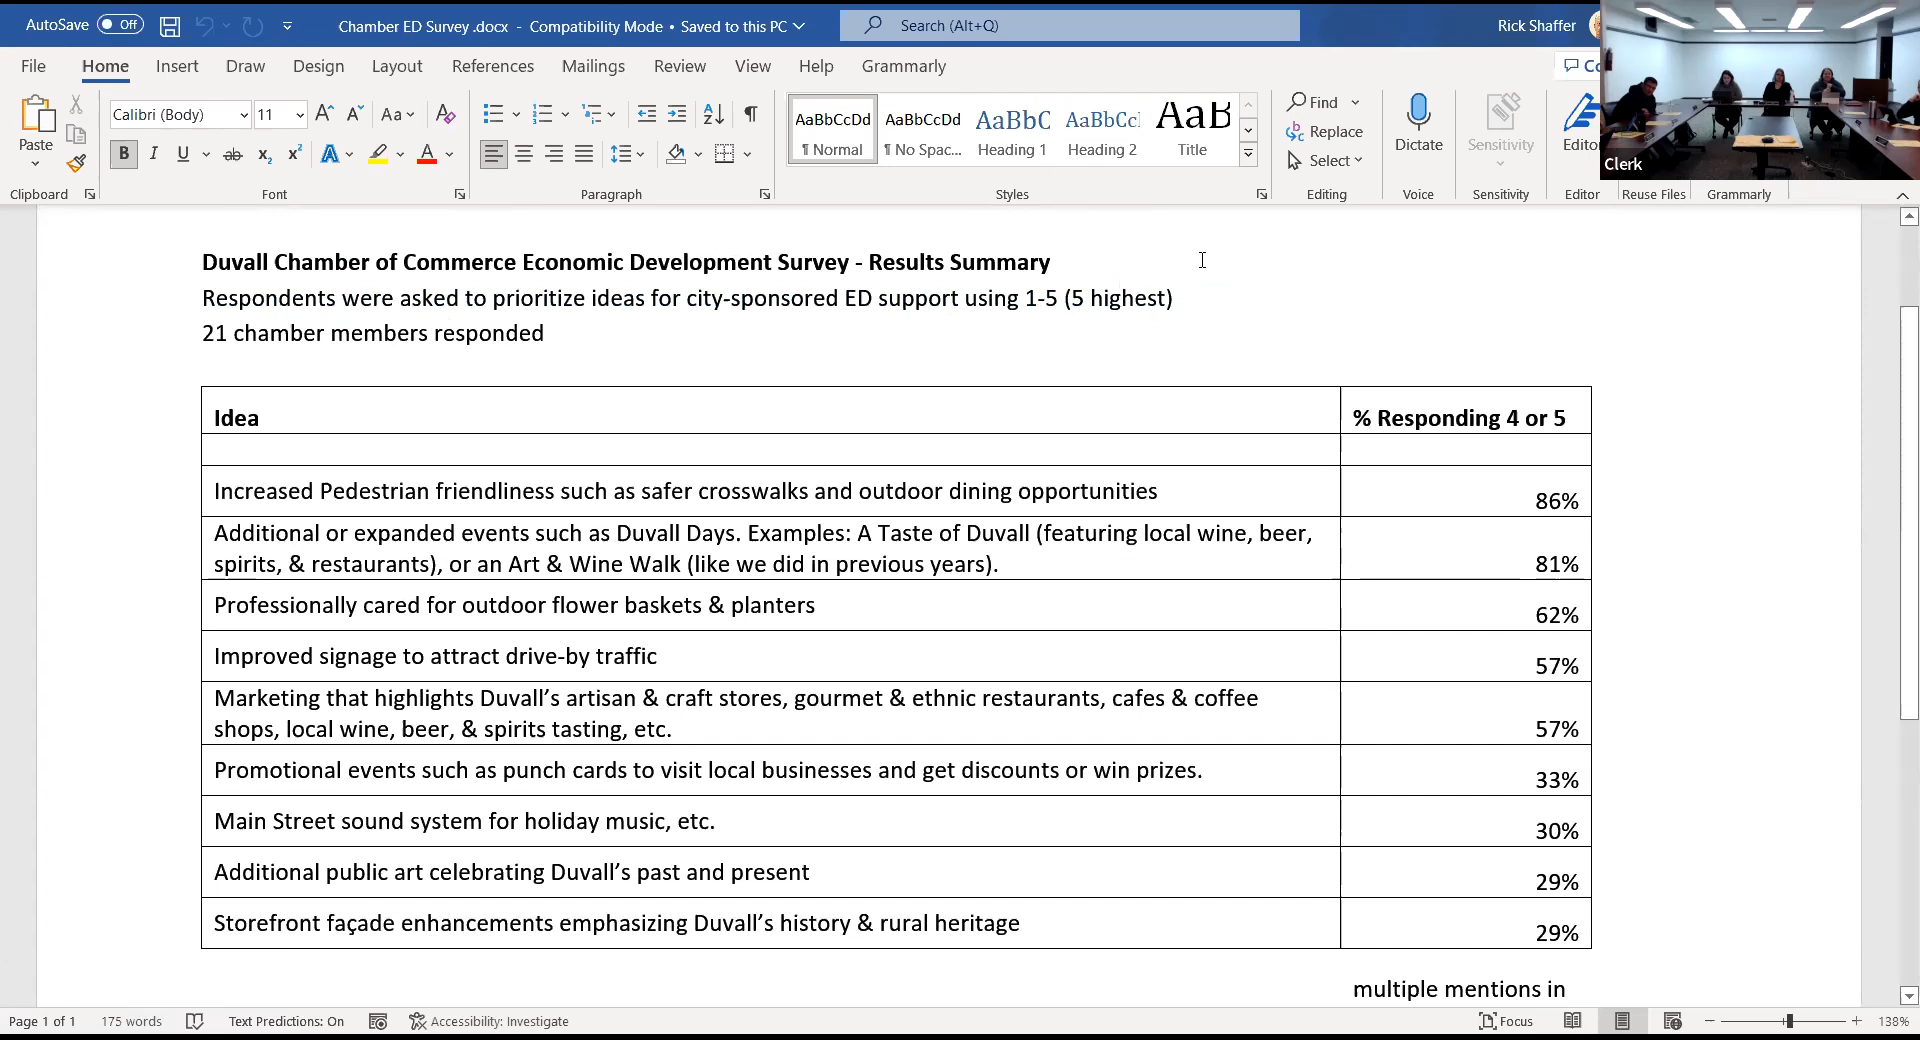 AutoSave Off
Chamber ED Survey .docx - Compatibility Mode • Saved to this PC
Search (Alt+Q)
Rick Shaffer
File Home Insert Draw Design Layout References Mailings Review View Help Grammarly
Paste
Calibri (Body) 11
Aa
AaBbCcDd AaBbCcDd AaBbC AaBbCc AaB
¶ Normal ¶ No Spac... Heading 1 Heading 2 Title
Find
Replace
Select
Dictate
Sensitivity
Editor
Clerk
Clipboard Font Paragraph Styles Editing Voice Sensitivity Editor Reuse Files Grammarly
Duvall Chamber of Commerce Economic Development Survey - Results Summary
Respondents were asked to prioritize ideas for city-sponsored ED support using 1-5 (5 highest)
21 chamber members responded
Idea % Responding 4 or 5
Increased Pedestrian friendliness such as safer crosswalks and outdoor dining opportunities 86%
Additional or expanded events such as Duvall Days. Examples: A Taste of Duvall (featuring local wine, beer,
spirits, & restaurants), or an Art & Wine Walk (like we did in previous years). 81%
Professionally cared for outdoor flower baskets & planters 62%
Improved signage to attract drive-by traffic 57%
Marketing that highlights Duvall’s artisan & craft stores, gourmet & ethnic restaurants, cafes & coffee
shops, local wine, beer, & spirits tasting, etc. 57%
Promotional events such as punch cards to visit local businesses and get discounts or win prizes. 33%
Main Street sound system for holiday music, etc. 30%
Additional public art celebrating Duvall’s past and present 29%
Storefront façade enhancements emphasizing Duvall’s history & rural heritage 29%
multiple mentions in
Page 1 of 1 175 words Text Predictions: On Accessibility: Investigate Focus 138%